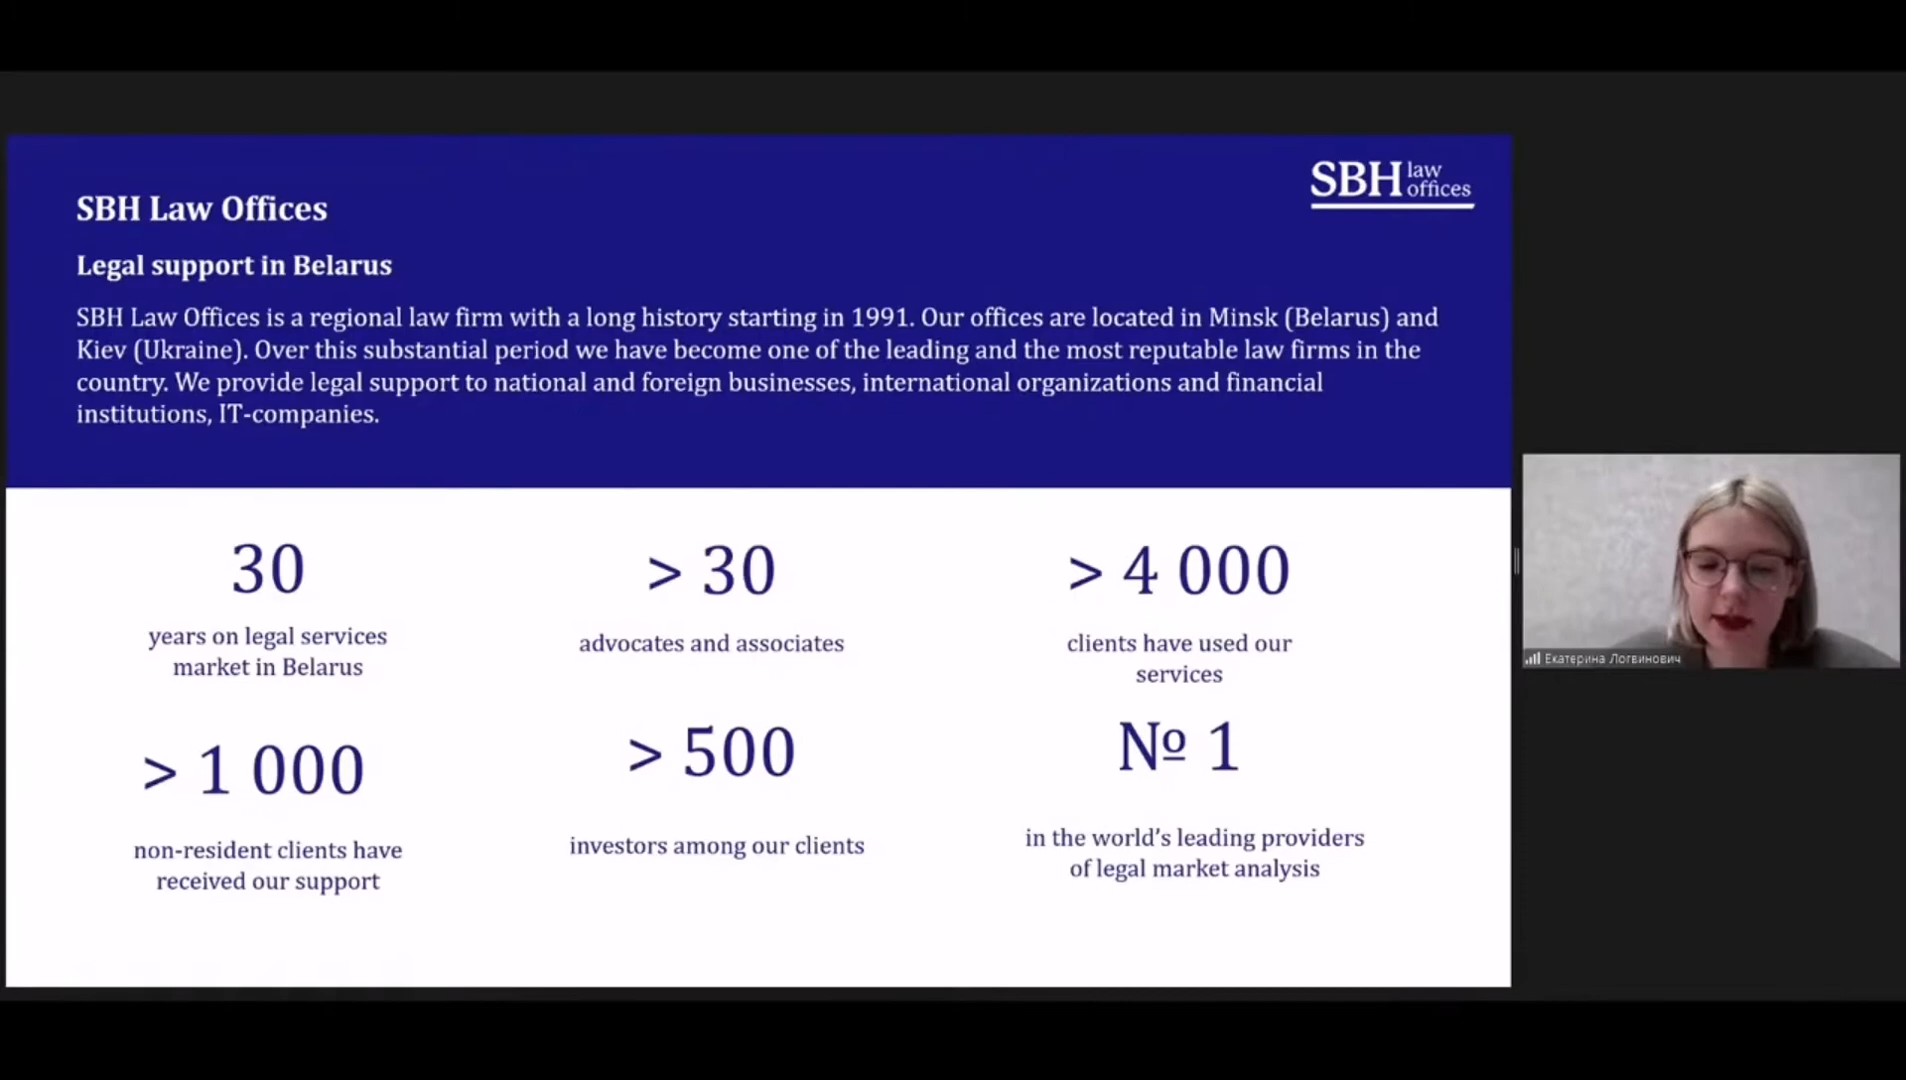 SBH Law Offices
SBH law
offices
Legal support in Belarus
SBH Law Offices is a regional law firm with a long history starting in 1991. Our offices are located in Minsk (Belarus) and
Kiev (Ukraine). Over this substantial period we have become one of the leading and the most reputable law firms in the
country. We provide legal support to national and foreign businesses, international organizations and financial
institutions, IT-companies.
30
years on legal services
market in Belarus
> 30
advocates and associates
> 4 000
clients have used our
services
> 1 000
non-resident clients have
received our support
> 500
investors among our clients
№ 1
in the world’s leading providers
of legal market analysis
Екатерина Логвинович